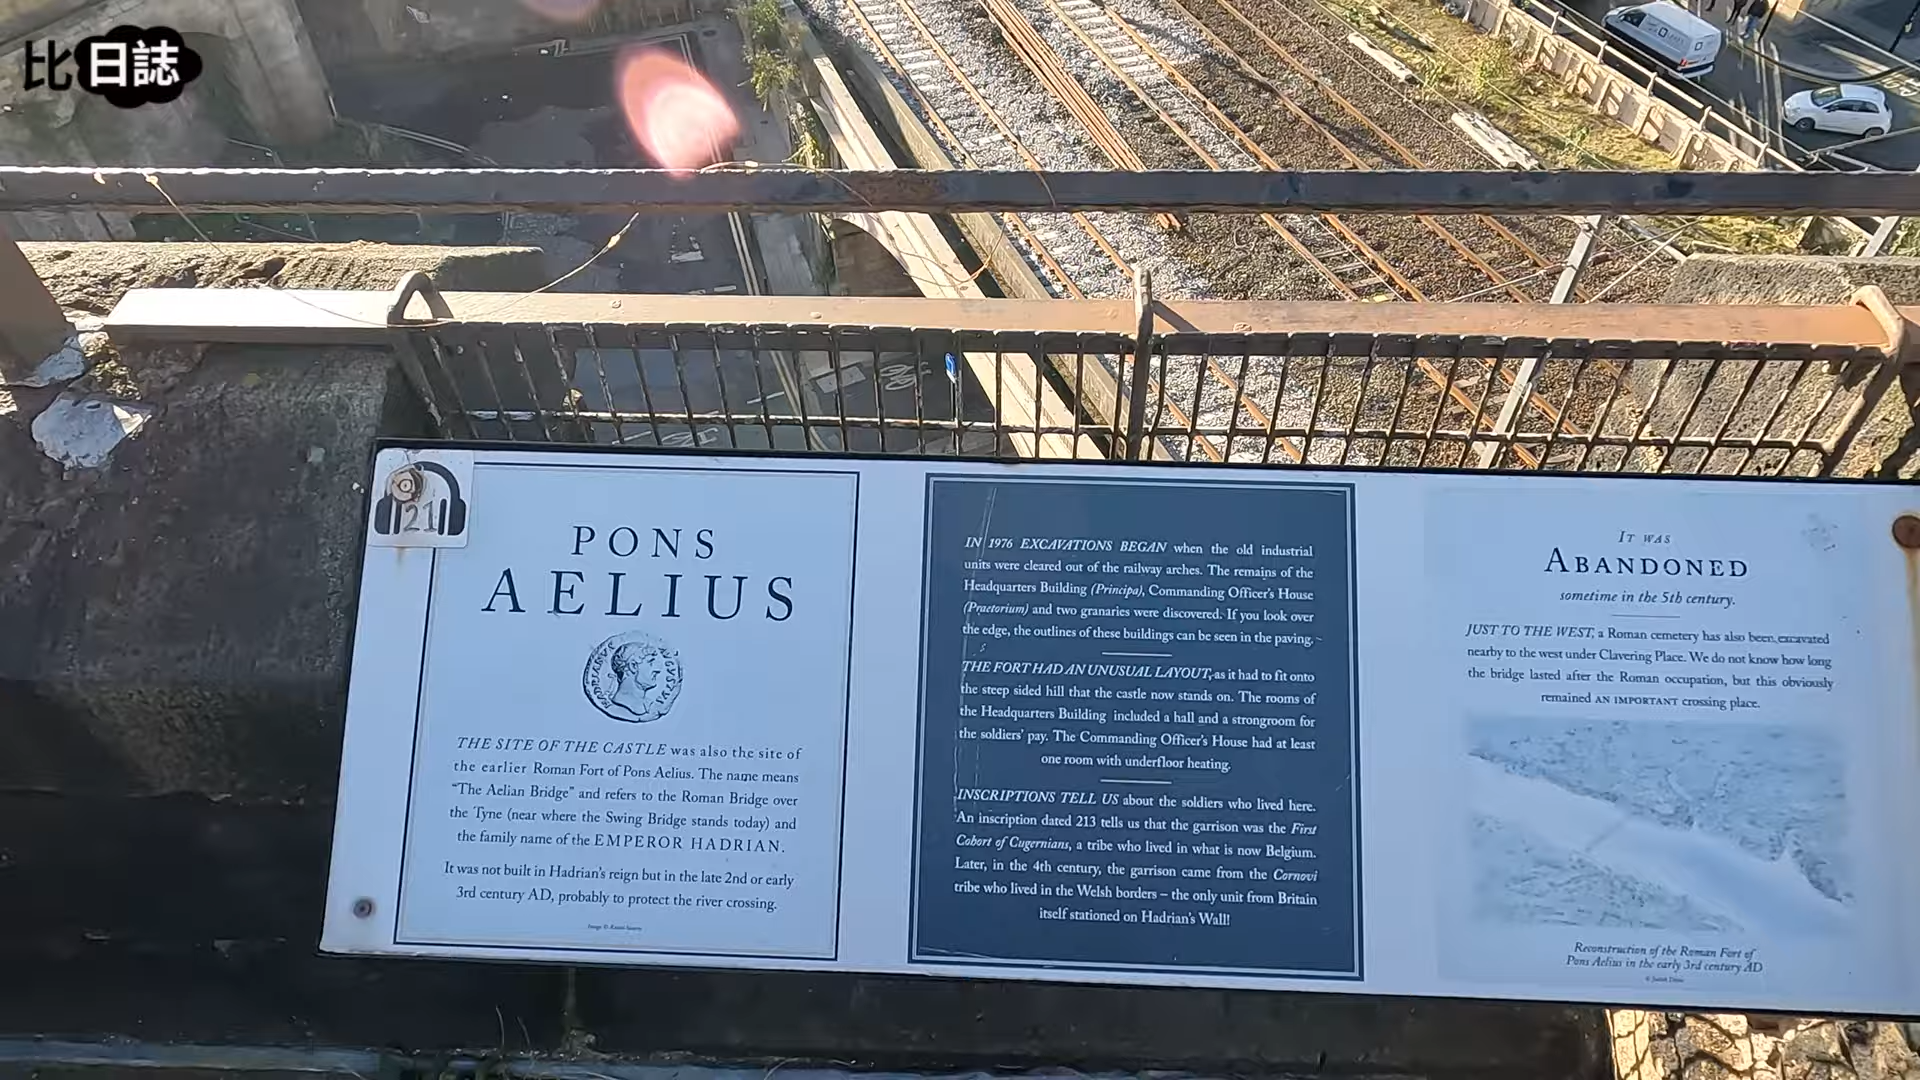 比日誌
21
PONS
AELIUS
HADRIANVS AVGVSTVS
THE SITE OF THE CASTLE was also the site of
the earlier Roman Fort of Pons Aelius. The name means
“The Aelian Bridge” and refers to the Roman Bridge over
the Tyne (near where the Swing Bridge stands today) and
the family name of the EMPEROR HADRIAN.
It was not built in Hadrian's reign but in the late 2nd or early
3rd century AD, probably to protect the river crossing.
IN 1976 EXCAVATIONS BEGAN when the old industrial
units were cleared out of the railway arches. The remains of the
Headquarters Building (Principa), Commanding Officer's House
(Praetorium) and two granaries were discovered. If you look over
the edge, the outlines of these buildings can be seen in the paving.
THE FORT HAD AN UNUSUAL LAYOUT, as it had to fit onto
the steep sided hill that the castle now stands on. The rooms of
the Headquarters Building included a hall and a strongroom for
the soldiers' pay. The Commanding Officer's House had at least
one room with underfloor heating.
INSCRIPTIONS TELL US about the soldiers who lived here.
An inscription dated 213 tells us that the garrison was the First
Cohort of Cugernians, a tribe who lived in what is now Belgium.
Later, in the 4th century, the garrison came from the Cornovi
tribe who lived in the Welsh borders – the only unit from Britain
itself stationed on Hadrian's Wall!
IT WAS
ABANDONED
sometime in the 5th century.
JUST TO THE WEST, a Roman cemetery has also been excavated
nearby to the west under Clavering Place. We do not know how long
the bridge lasted after the Roman occupation, but this obviously
remained AN IMPORTANT crossing place.
Reconstruction of the Roman Fort of
Pons Aelius in the early 3rd century AD